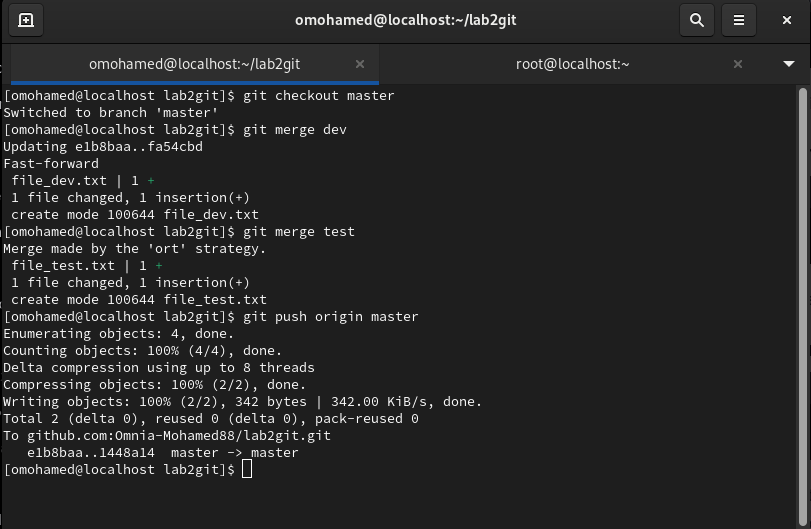 omohamed@localhost:~/lab2git
omohamed@localhost:~/lab2git
root@localhost:~
[omohamed@localhost lab2git]$ git checkout master
Switched to branch 'master'
[omohamed@localhost lab2git]$ git merge dev
Updating e1b8baa..fa54cbd
Fast-forward
 file_dev.txt | 1 +
 1 file changed, 1 insertion(+)
 create mode 100644 file_dev.txt
[omohamed@localhost lab2git]$ git merge test
Merge made by the 'ort' strategy.
 file_test.txt | 1 +
 1 file changed, 1 insertion(+)
 create mode 100644 file_test.txt
[omohamed@localhost lab2git]$ git push origin master
Enumerating objects: 4, done.
Counting objects: 100% (4/4), done.
Delta compression using up to 8 threads
Compressing objects: 100% (2/2), done.
Writing objects: 100% (2/2), 342 bytes | 342.00 KiB/s, done.
Total 2 (delta 0), reused 0 (delta 0), pack-reused 0
To github.com:Omnia-Mohamed88/lab2git.git
   e1b8baa..1448a14  master -> master
[omohamed@localhost lab2git]$